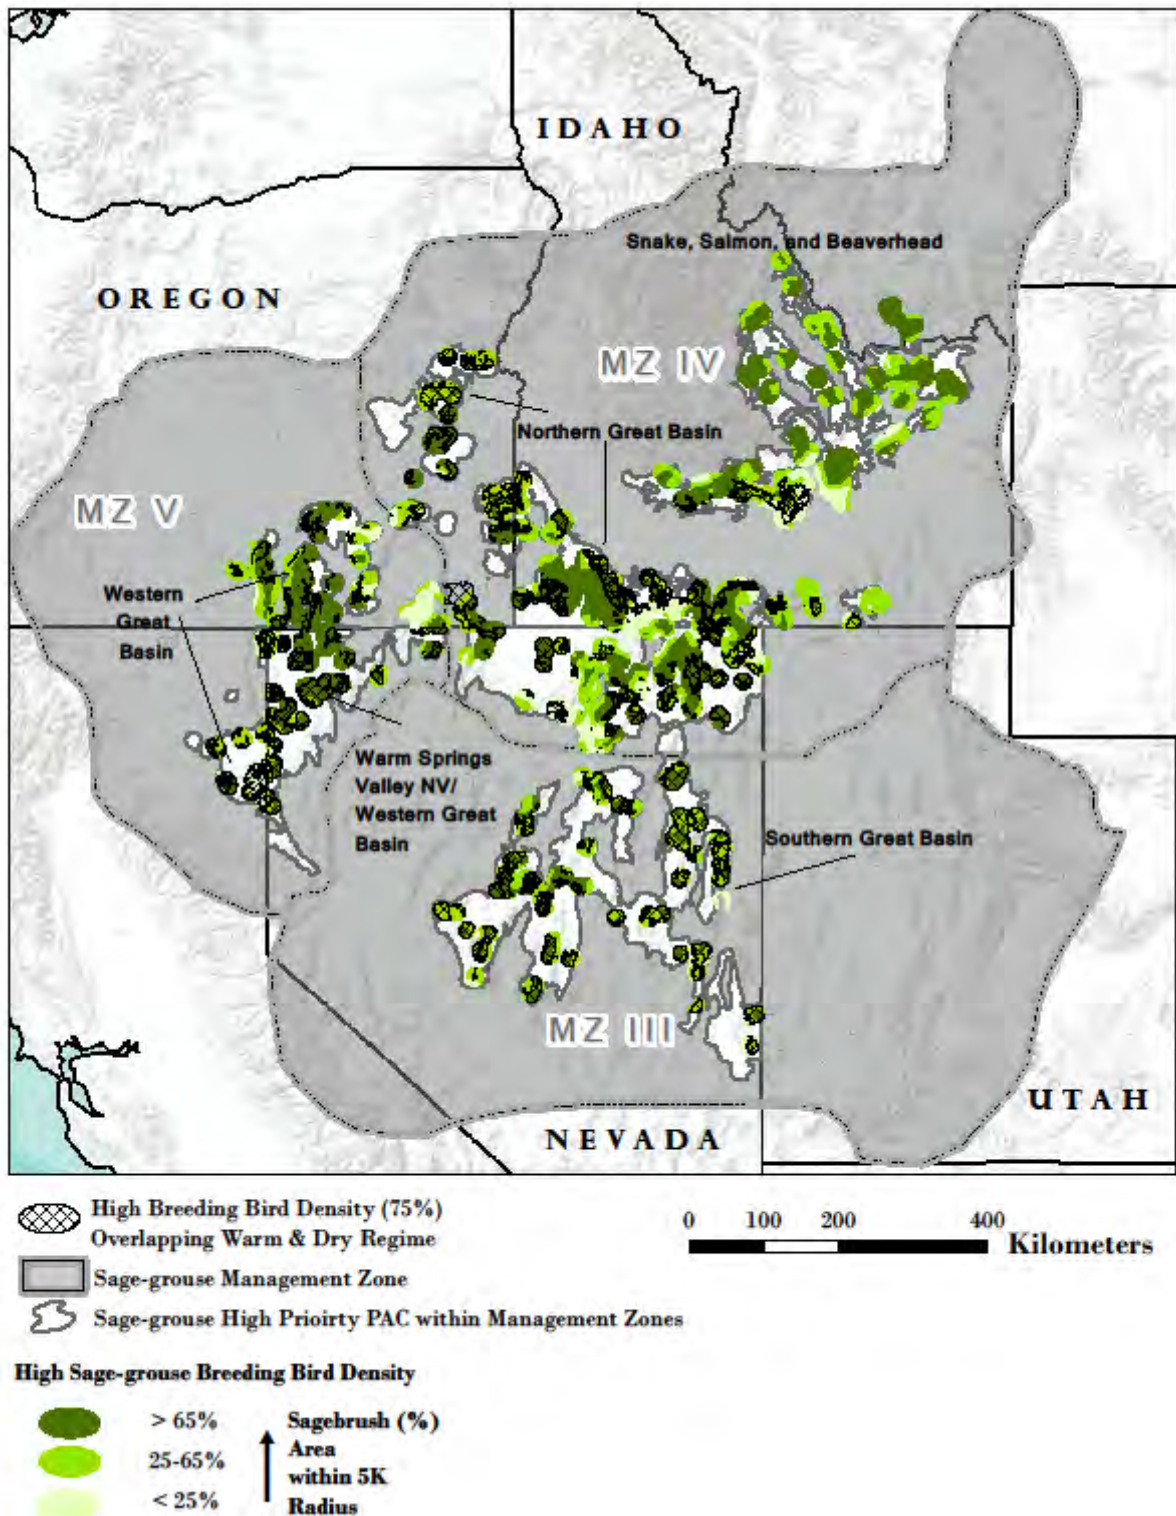 IDAHO
Snake, Salmon, and Beaverhead
OREGON
MZ IV
Northern Great Basin
MZ V
Western
Great
Basin
Warm Springs
Valley NV/
Western Great
Basin
Southern Great Basin
MZ III
UTAH
NEVADA
High Breeding Bird Density (75%)
Overlapping Warm & Dry Regime
0 100 200 400
Kilometers
Sage-grouse Management Zone
Sage-grouse High Prioirty PAC within Management Zones
High Sage-grouse Breeding Bird Density
> 65% Sagebrush (%)
Area
25-65%
within 5K
< 25% Radius